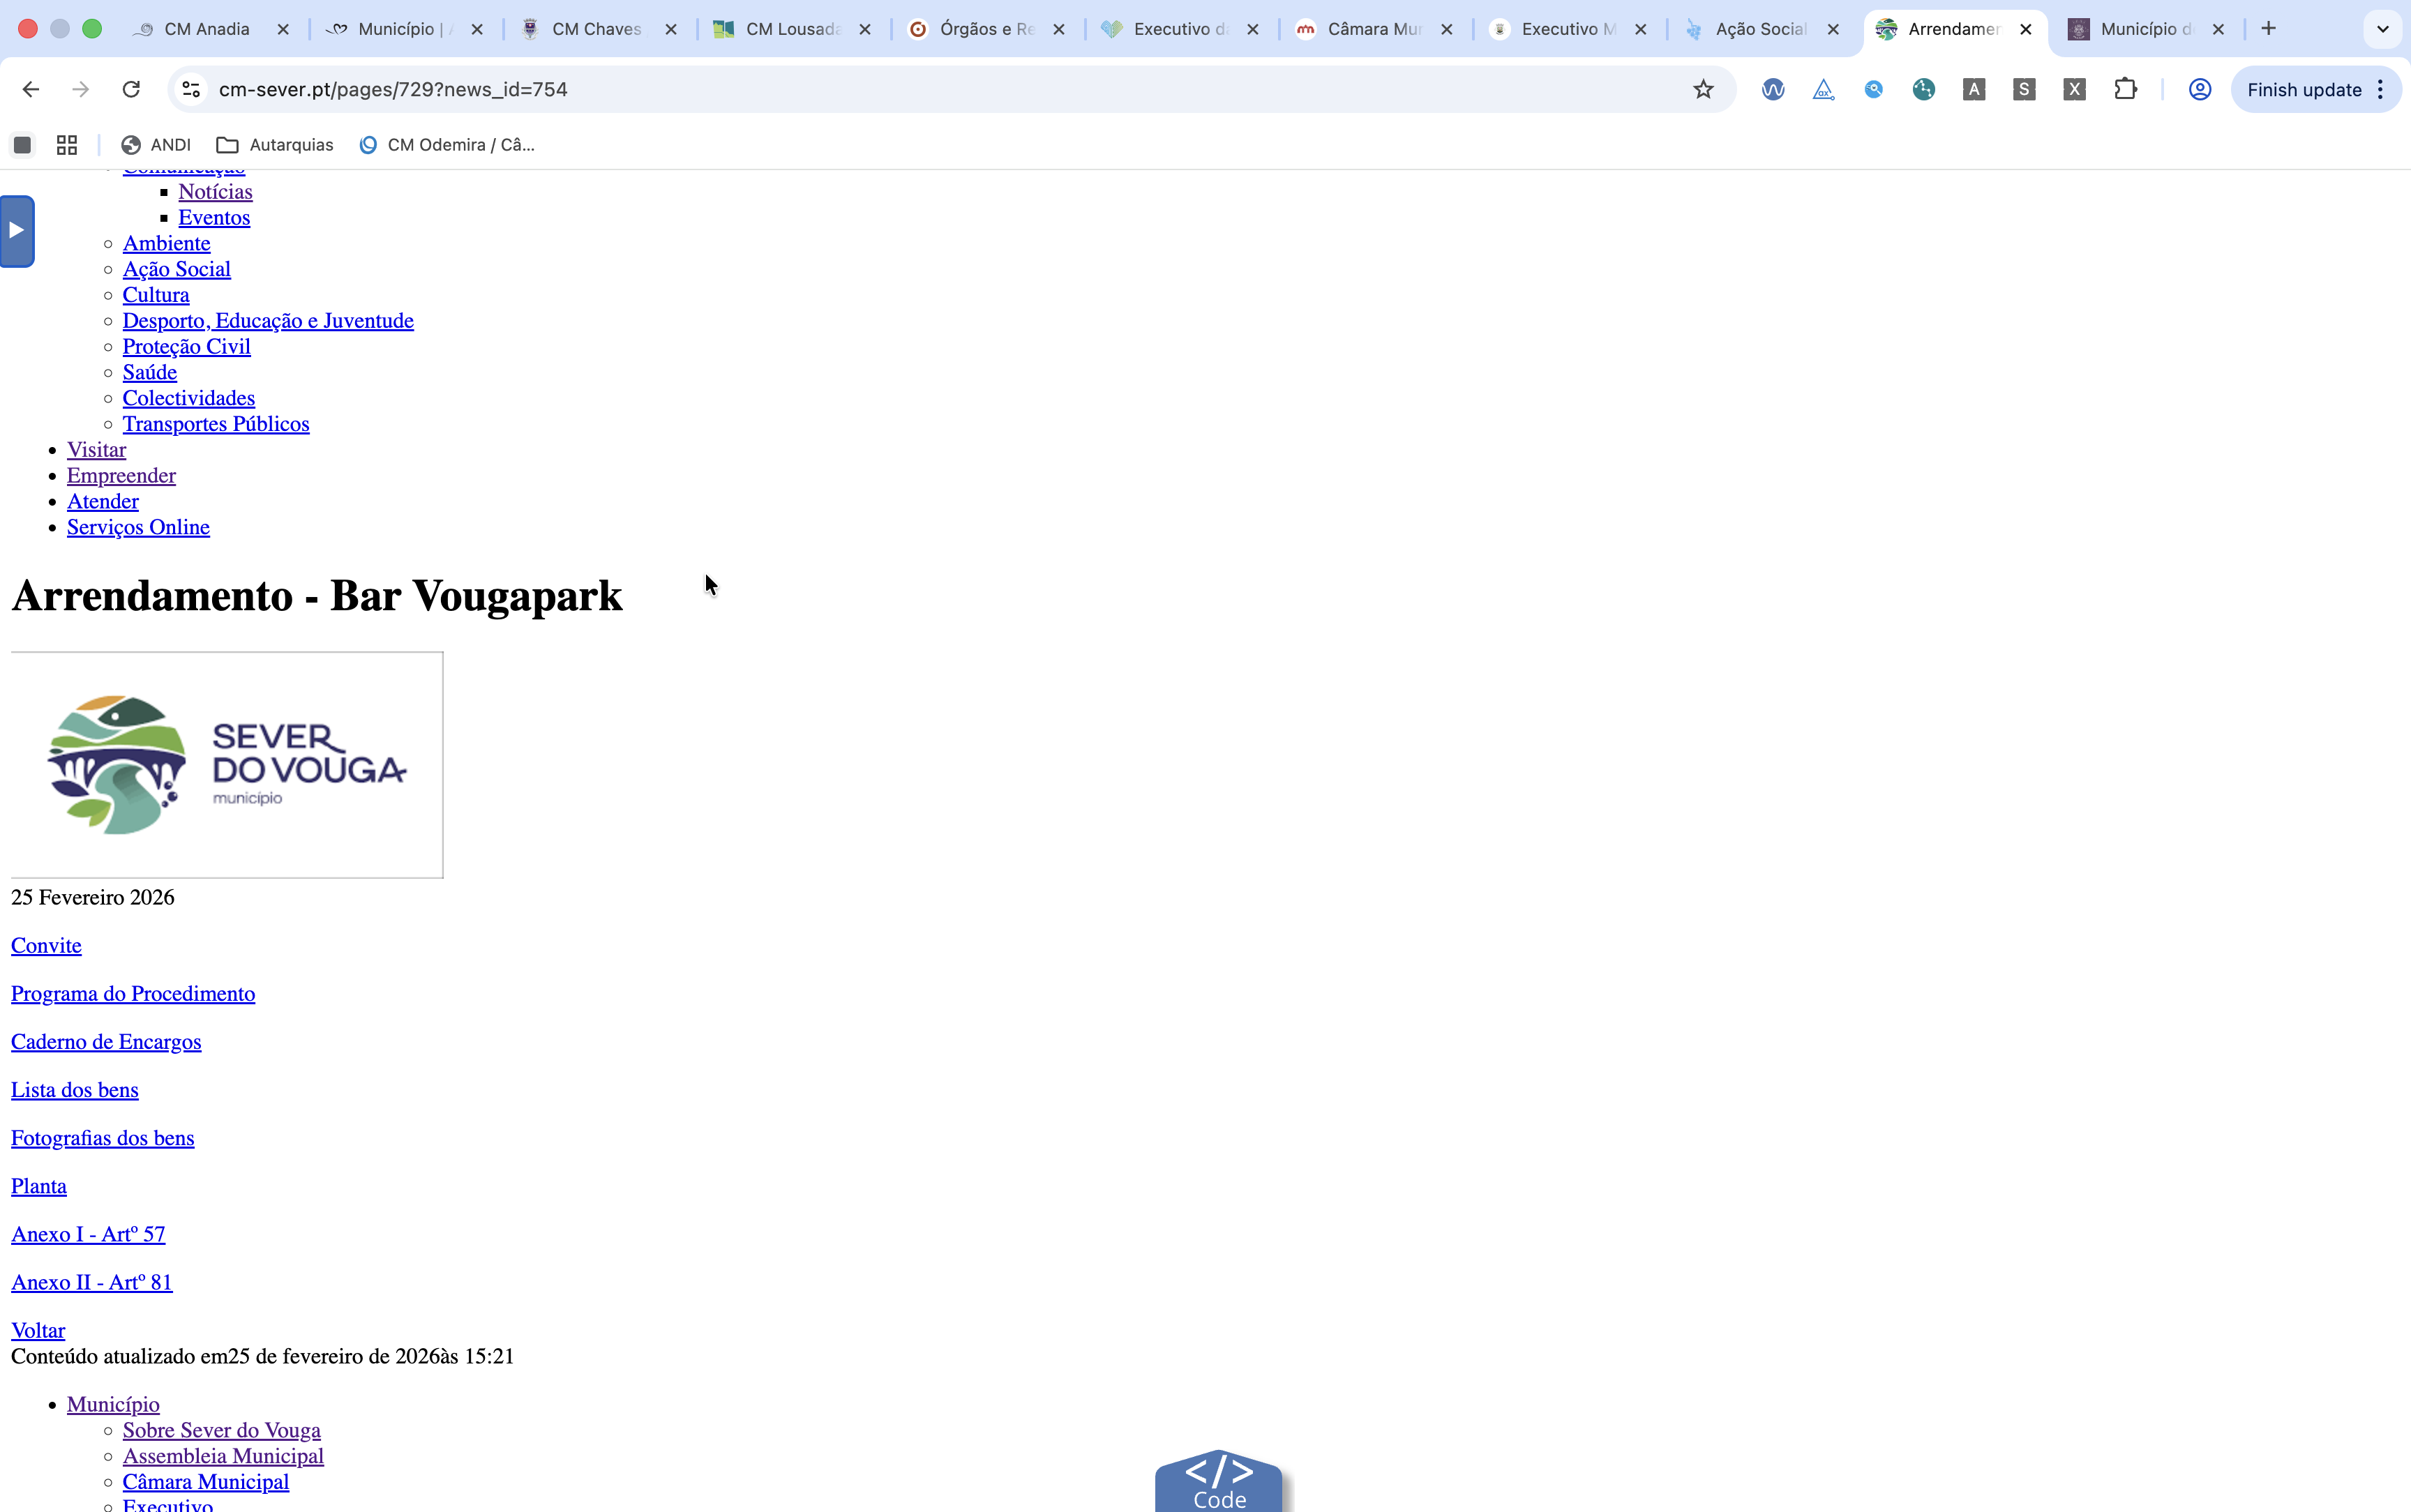 CM Anadia
Município | A
CM Chaves
CM Lousada
Órgãos e Re
Executivo d
Câmara Mun
Executivo M
Ação Social
Arrendamen
Município d
cm-sever.pt/pages/729?news_id=754
A
S
X
Finish update
ANDI
Autarquias
CM Odemira / Câ...
Comunicação
Notícias
Eventos
Ambiente
Ação Social
Cultura
Desporto, Educação e Juventude
Proteção Civil
Saúde
Colectividades
Transportes Públicos
Visitar
Empreender
Atender
Serviços Online
Arrendamento - Bar Vougapark
SEVER
DO VOUGA
município
25 Fevereiro 2026
Convite
Programa do Procedimento
Caderno de Encargos
Lista dos bens
Fotografias dos bens
Planta
Anexo I - Artº 57
Anexo II - Artº 81
Voltar
Conteúdo atualizado em25 de fevereiro de 2026às 15:21
Município
Sobre Sever do Vouga
Assembleia Municipal
Câmara Municipal
Executivo
</>
Code